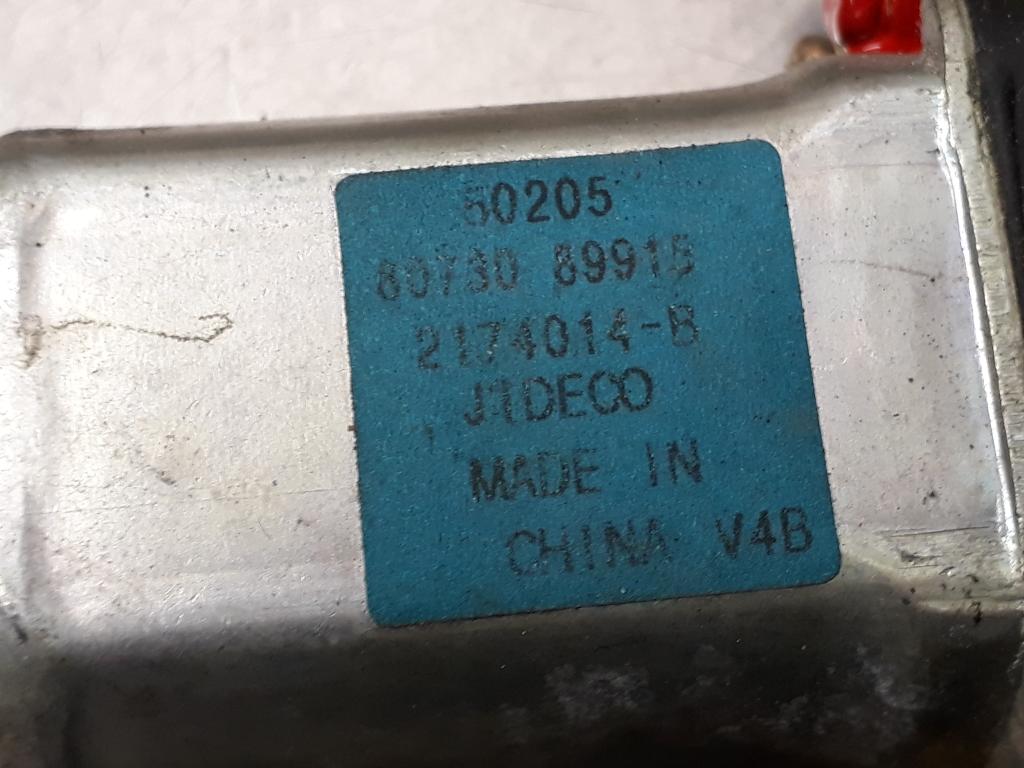 50205
80730 89915
2174014-B
JIDECO
MADE IN
CHINA V4B